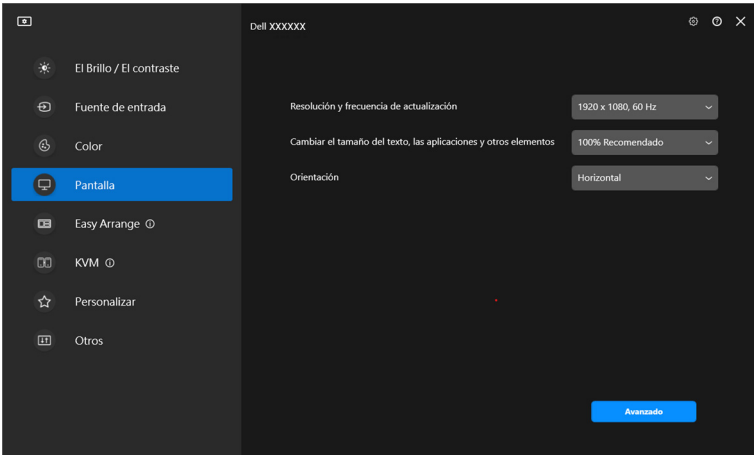 Dell XXXXXX
El Brillo / El contraste
Fuente de entrada
Color
Pantalla
Easy Arrange
KVM
Personalizar
Otros
Resolución y frecuencia de actualización
1920 x 1080, 60 Hz
Cambiar el tamaño del texto, las aplicaciones y otros elementos
100% Recomendado
Orientación
Horizontal
Avanzado